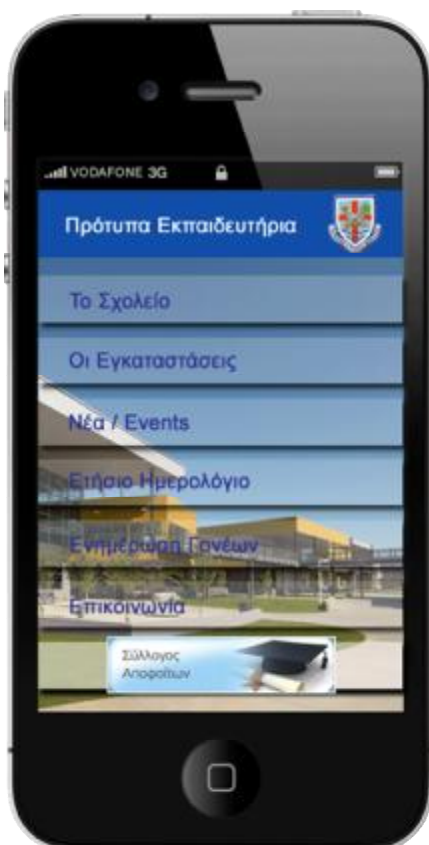 VODAFONE 3G
Πρότυπα Εκπαιδευτήρια
Το Σχολείο
Οι Εγκαταστάσεις
Νέα / Events
Ετήσιο Ημερολόγιο
Ενημέρωση Γονέων
Επικοινωνία
Σύλλογος
Αποφοίτων